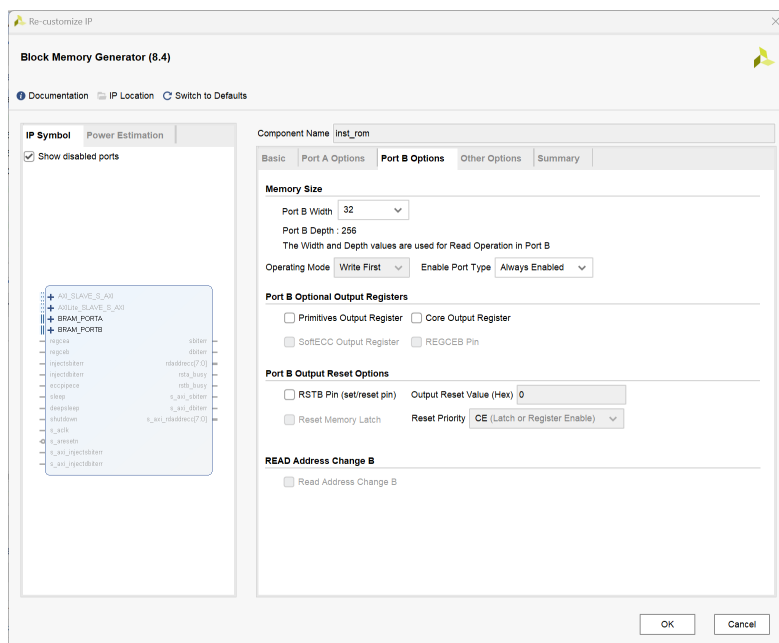 Re-customize IP
Block Memory Generator (8.4)
Documentation IP Location Switch to Defaults
IP Symbol Power Estimation
Show disabled ports
AXI_SLAVE_S_AXI
AXILite_SLAVE_S_AXI
BRAM_PORTA
BRAM_PORTB
regcea sbiterr
regceb dbiterr
injectsbiterr rdaddrecc[7:0]
injectdbiterr rsta_busy
eccpipece rstb_busy
sleep s_axi_sbiterr
deepsleep s_axi_dbiterr
shutdown s_axi_rdaddrecc[7:0]
s_aclk
s_aresetn
s_axi_injectsbiterr
s_axi_injectdbiterr
Component Name inst_rom
Basic Port A Options Port B Options Other Options Summary
Memory Size
Port B Width 32
Port B Depth : 256
The Width and Depth values are used for Read Operation in Port B
Operating Mode Write First Enable Port Type Always Enabled
Port B Optional Output Registers
Primitives Output Register Core Output Register
SoftECC Output Register REGCEB Pin
Port B Output Reset Options
RSTB Pin (set/reset pin) Output Reset Value (Hex) 0
Reset Memory Latch Reset Priority CE (Latch or Register Enable)
READ Address Change B
Read Address Change B
OK Cancel